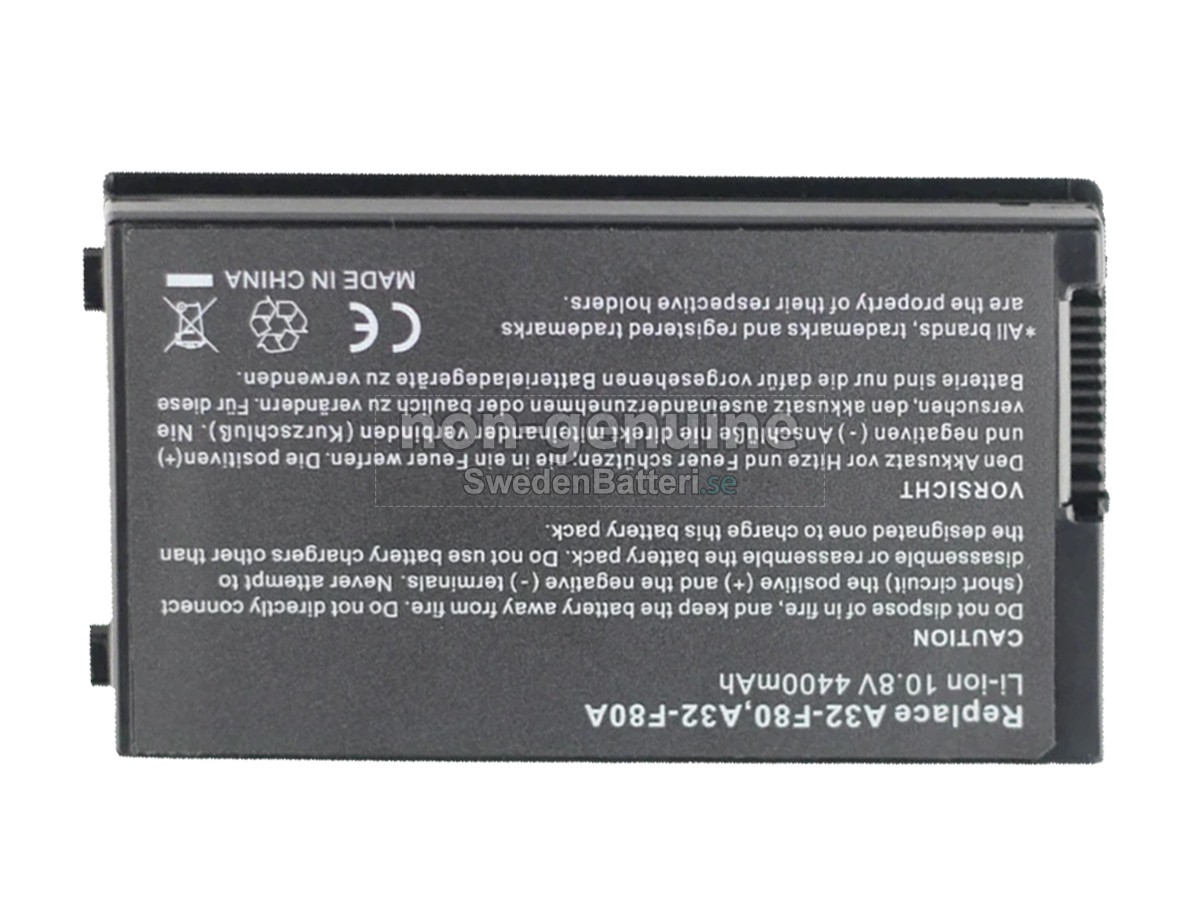 Replace A32-F80,A32-F80A
Li-ion 10.8V 4400mAh
CAUTION
Do not dispose of in fire, and keep the battery away from fire. Do not directly connect
(short circuit) the positive (+) and the negative (-) terminals. Never attempt to
disassemble or reassemble the battery pack. Do not use battery chargers other than
the designated one to charge this battery pack.
VORSICHT
Den Akkusatz vor Hitze und Feuer schützen; nie in ein Feuer werfen. Die positiven(+)
und negativen (-) Anschluße nie direkt miteinander verbinden (Kurzschluß). Nie
versuchen, den akkusatz auseinanderzunehmen oder baulich zu verändern. Für diese
Batterie sind nur die dafür vorgesehenen Batterieladegeräte zu verwenden.
*All brands, trademarks, and registered trademarks
are the property of their respective holders.
CE
MADE IN CHINA
non-genuine
SwedenBatteri.se